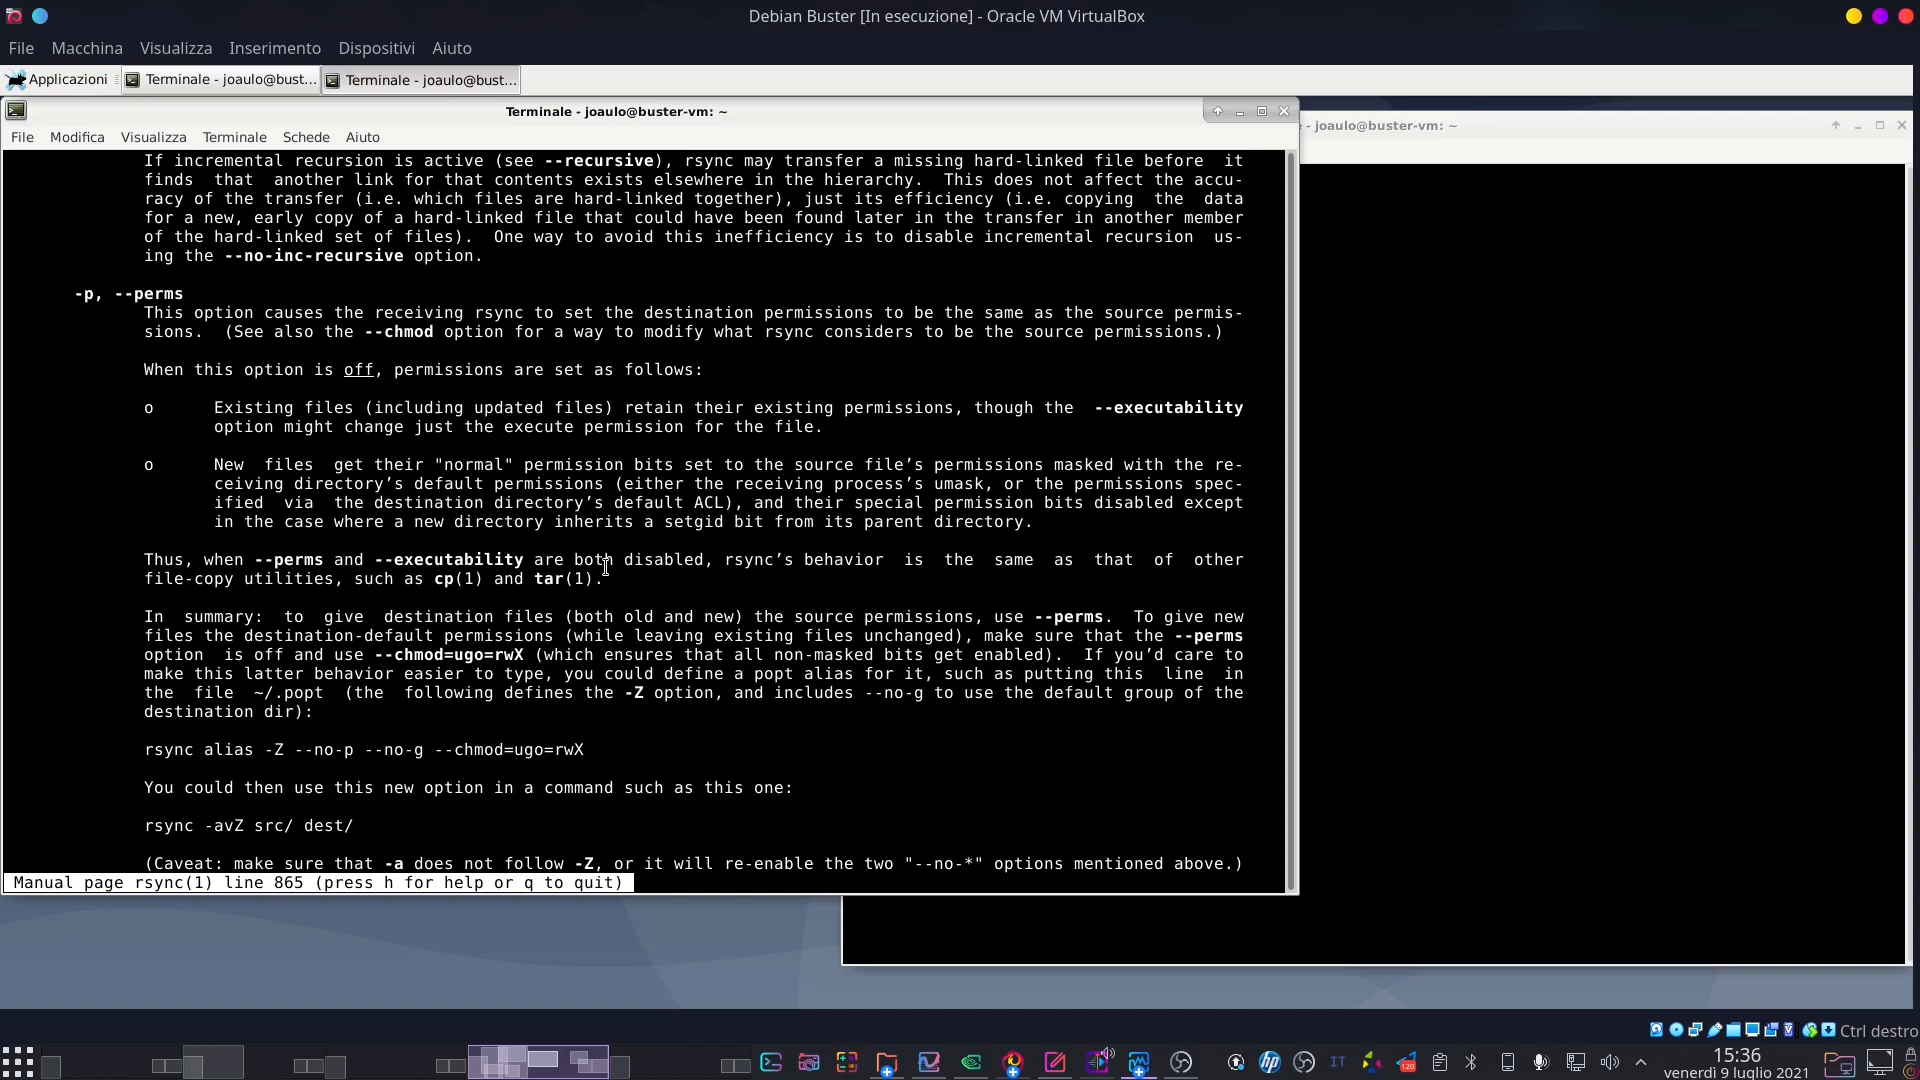 Debian Buster [In esecuzione] - Oracle VM VirtualBox
File Macchina Visualizza Inserimento Dispositivi Aiuto
Applicazioni Terminale - joaulo@bust... Terminale - joaulo@bust...
Terminale - joaulo@buster-vm: ~
- joaulo@buster-vm: ~
File Modifica Visualizza Terminale Schede Aiuto
If incremental recursion is active (see --recursive), rsync may transfer a missing hard-linked file before it
finds that another link for that contents exists elsewhere in the hierarchy. This does not affect the accu-
racy of the transfer (i.e. which files are hard-linked together), just its efficiency (i.e. copying the data
for a new, early copy of a hard-linked file that could have been found later in the transfer in another member
of the hard-linked set of files). One way to avoid this inefficiency is to disable incremental recursion us-
ing the --no-inc-recursive option.
-p, --perms
This option causes the receiving rsync to set the destination permissions to be the same as the source permis-
sions. (See also the --chmod option for a way to modify what rsync considers to be the source permissions.)
When this option is off, permissions are set as follows:
o Existing files (including updated files) retain their existing permissions, though the --executability
option might change just the execute permission for the file.
o New files get their "normal" permission bits set to the source file's permissions masked with the re-
ceiving directory's default permissions (either the receiving process's umask, or the permissions spec-
ified via the destination directory's default ACL), and their special permission bits disabled except
in the case where a new directory inherits a setgid bit from its parent directory.
Thus, when --perms and --executability are both disabled, rsync's behavior is the same as that of other
file-copy utilities, such as cp(1) and tar(1).
In summary: to give destination files (both old and new) the source permissions, use --perms. To give new
files the destination-default permissions (while leaving existing files unchanged), make sure that the --perms
option is off and use --chmod=ugo=rwX (which ensures that all non-masked bits get enabled). If you'd care to
make this latter behavior easier to type, you could define a popt alias for it, such as putting this line in
the file ~/.popt (the following defines the -Z option, and includes --no-g to use the default group of the
destination dir):
rsync alias -Z --no-p --no-g --chmod=ugo=rwX
You could then use this new option in a command such as this one:
rsync -avZ src/ dest/
(Caveat: make sure that -a does not follow -Z, or it will re-enable the two "--no-*" options mentioned above.)
Manual page rsync(1) line 865 (press h for help or q to quit)
Ctrl destro
hp IT 120
15:36
venerdì 9 luglio 2021